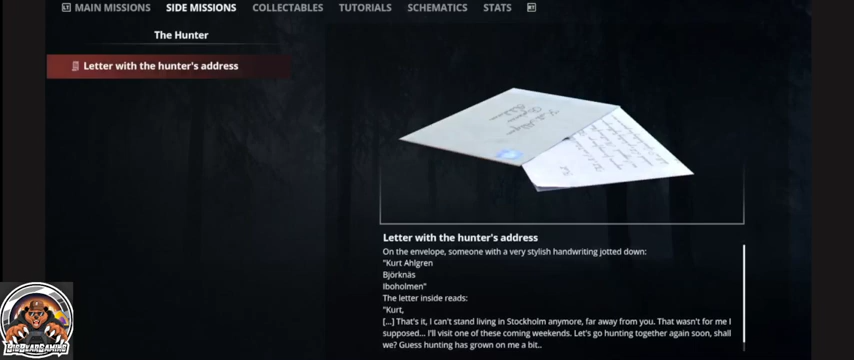 LT MAIN MISSIONS SIDE MISSIONS COLLECTABLES TUTORIALS SCHEMATICS STATS RT
The Hunter
Letter with the hunter's address
Letter with the hunter's address
On the envelope, someone with a very stylish handwriting jotted down:
"Kurt Ahlgren
Björknäs
Iboholmen"
The letter inside reads:
"Kurt,
[...] That's it, I can't stand living in Stockholm anymore, far away from you. That wasn't for me I
supposed... I'll visit one of these coming weekends. Let's go hunting together again soon, shall
we? Guess hunting has grown on me a bit..
BIGBEARGAMING